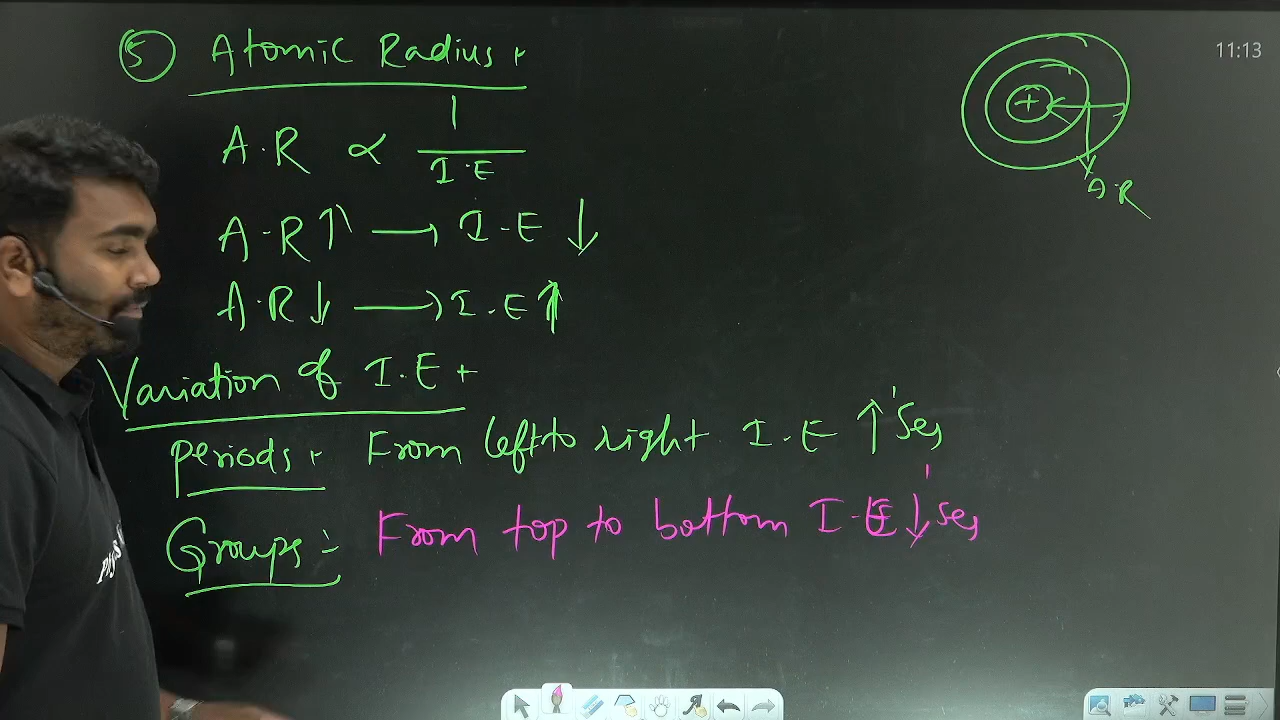 11:13
⑤ Atomic Radius :-
A.R ∝ 1/I.E
A.R ↑ → I.E ↓
A.R ↓ → I.E ↑
A.R
Variation of I.E :-
Periods :- From left to right I.E ↑'ses
Groups :- From top to bottom I.E ↓'ses